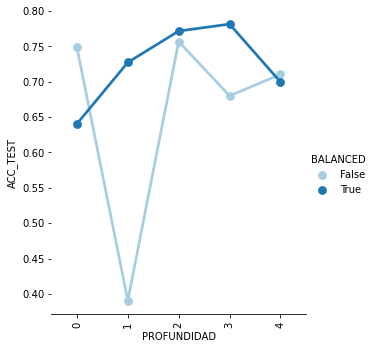 0.80
0.75
0.70
0.65
0.60
0.55
0.50
0.45
0.40
ACC_TEST
0 1 2 3 4
PROFUNDIDAD
BALANCED
False
True